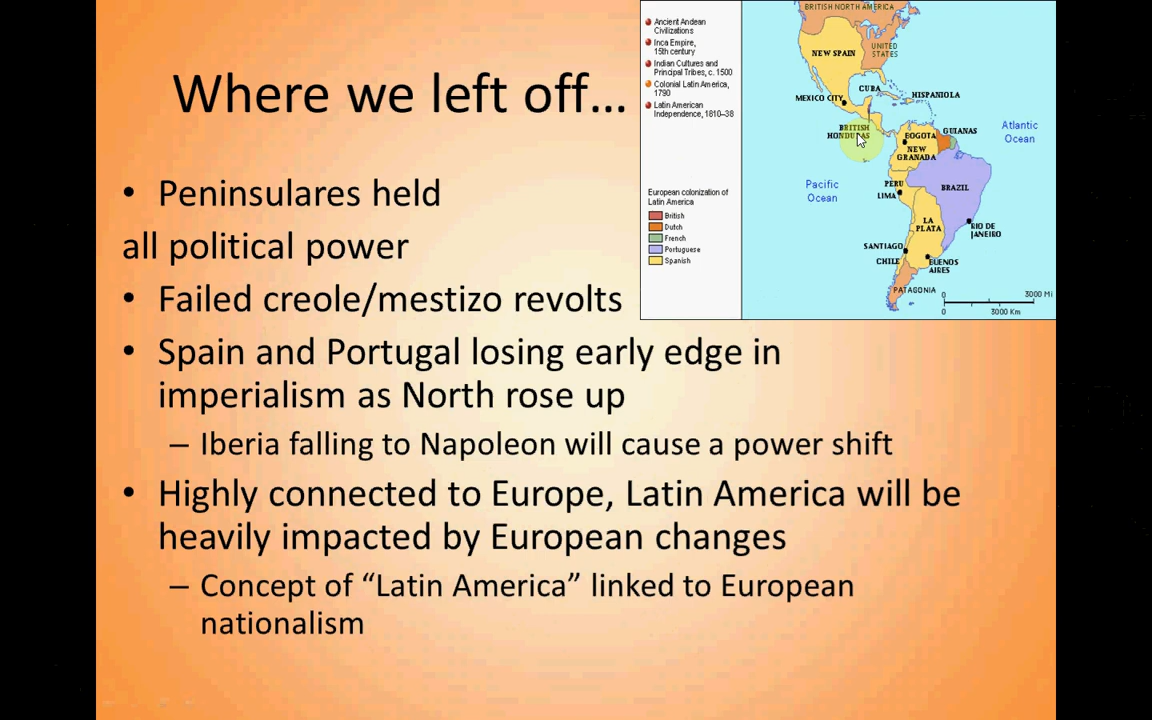 Where we left off...
• Peninsulares held
all political power
• Failed creole/mestizo revolts
• Spain and Portugal losing early edge in
imperialism as North rose up
– Iberia falling to Napoleon will cause a power shift
• Highly connected to Europe, Latin America will be
heavily impacted by European changes
– Concept of “Latin America” linked to European
nationalism
Ancient Andean
Civilizations
Inca Empire,
15th century
Indian Cultures and
Principal Tribes, c. 1500
Colonial Latin America,
1790
Latin American
Independence, 1810–38
European colonization of
Latin America
British
Dutch
French
Portuguese
Spanish
BRITISH NORTH AMERICA
UNITED
STATES
NEW SPAIN
CUBA
MEXICO CITY
HISPANIOLA
BRITISH
HONDURAS
Atlantic
Ocean
BOGOTA
GUIANAS
NEW
GRANADA
Pacific
Ocean
PERU
LIMA
BRAZIL
LA
PLATA
RIO DE
JANEIRO
SANTIAGO
CHILE
BUENOS
AIRES
PATAGONIA
0 3000 Mi
0 3000 Km